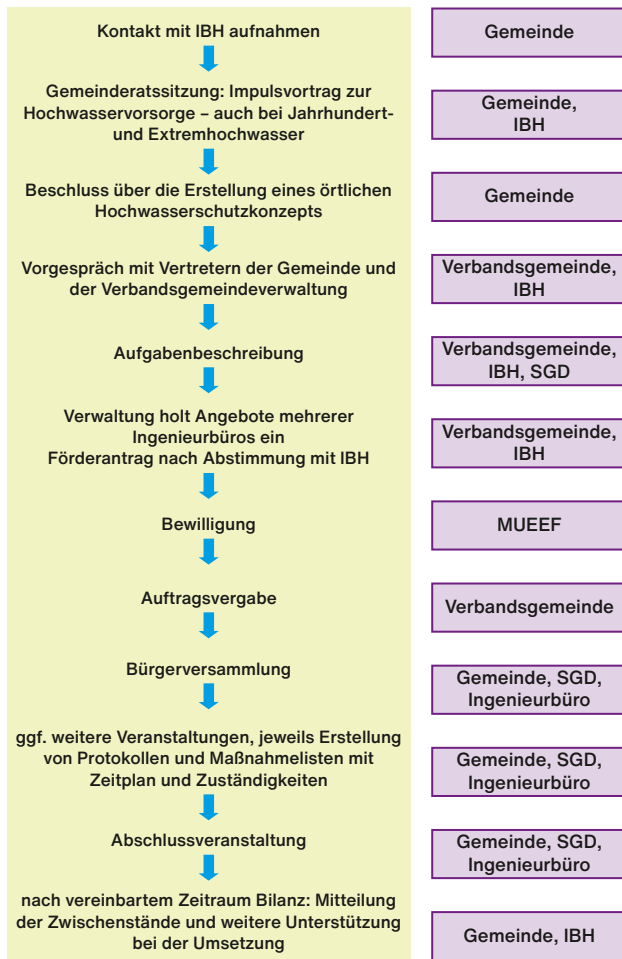 Kontakt mit IBH aufnahmen
Gemeinde
Gemeinderatssitzung: Impulsvortrag zur
Hochwasservorsorge – auch bei Jahrhundert-
und Extremhochwasser
Gemeinde,
IBH
Beschluss über die Erstellung eines örtlichen
Hochwasserschutzkonzepts
Gemeinde
Vorgespräch mit Vertretern der Gemeinde und
der Verbandsgemeindeverwaltung
Verbandsgemeinde,
IBH
Aufgabenbeschreibung
Verbandsgemeinde,
IBH, SGD
Verwaltung holt Angebote mehrerer
Ingenieurbüros ein
Förderantrag nach Abstimmung mit IBH
Verbandsgemeinde,
IBH
Bewilligung
MUEEF
Auftragsvergabe
Verbandsgemeinde
Bürgerversammlung
Gemeinde, SGD,
Ingenieurbüro
ggf. weitere Veranstaltungen, jeweils Erstellung
von Protokollen und Maßnahmelisten mit
Zeitplan und Zuständigkeiten
Gemeinde, SGD,
Ingenieurbüro
Abschlussveranstaltung
Gemeinde, SGD,
Ingenieurbüro
nach vereinbartem Zeitraum Bilanz: Mitteilung
der Zwischenstände und weitere Unterstützung
bei der Umsetzung
Gemeinde, IBH